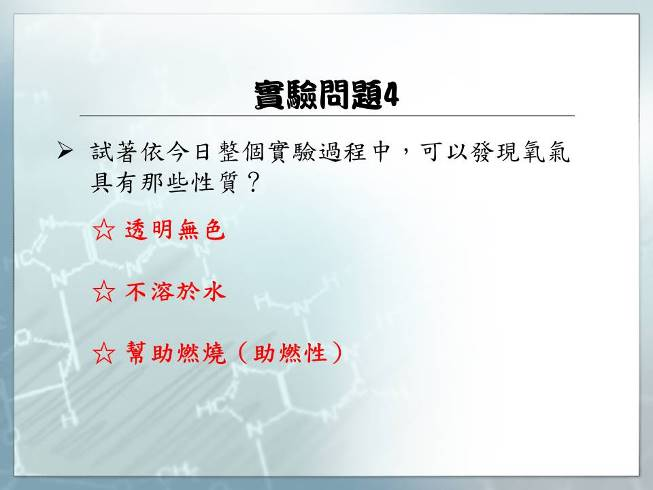 實驗問題4
➢ 試著依今日整個實驗過程中，可以發現氧氣
具有那些性質？
☆ 透明無色
☆ 不溶於水
☆ 幫助燃燒（助燃性）